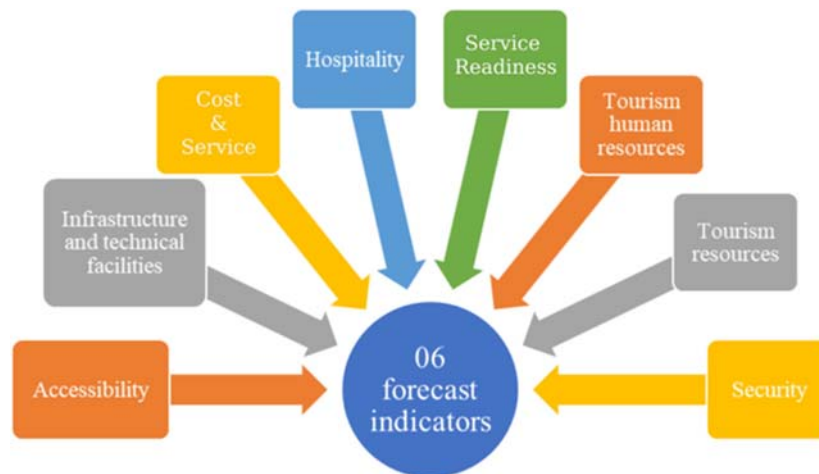 Hospitality
Service
Readiness
Cost
&
Service
Tourism
human
resources
Infrastructure
and technical
facilities
Tourism
resources
Accessibility
06
forecast
indicators
Security